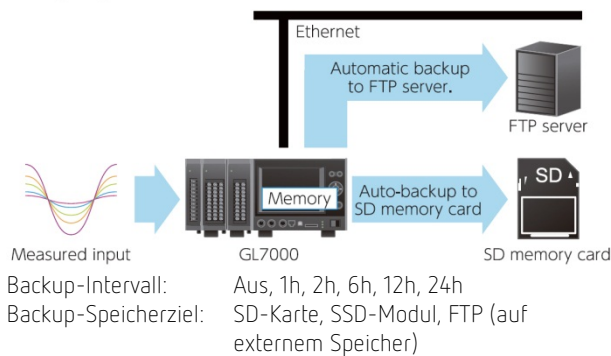 Ethernet
Automatic backup
to FTP server.
FTP server
Memory
Auto-backup to
SD memory card
SD
Measured input
GL7000
SD memory card
Backup-Intervall: Aus, 1h, 2h, 6h, 12h, 24h
Backup-Speicherziel: SD-Karte, SSD-Modul, FTP (auf
externem Speicher)